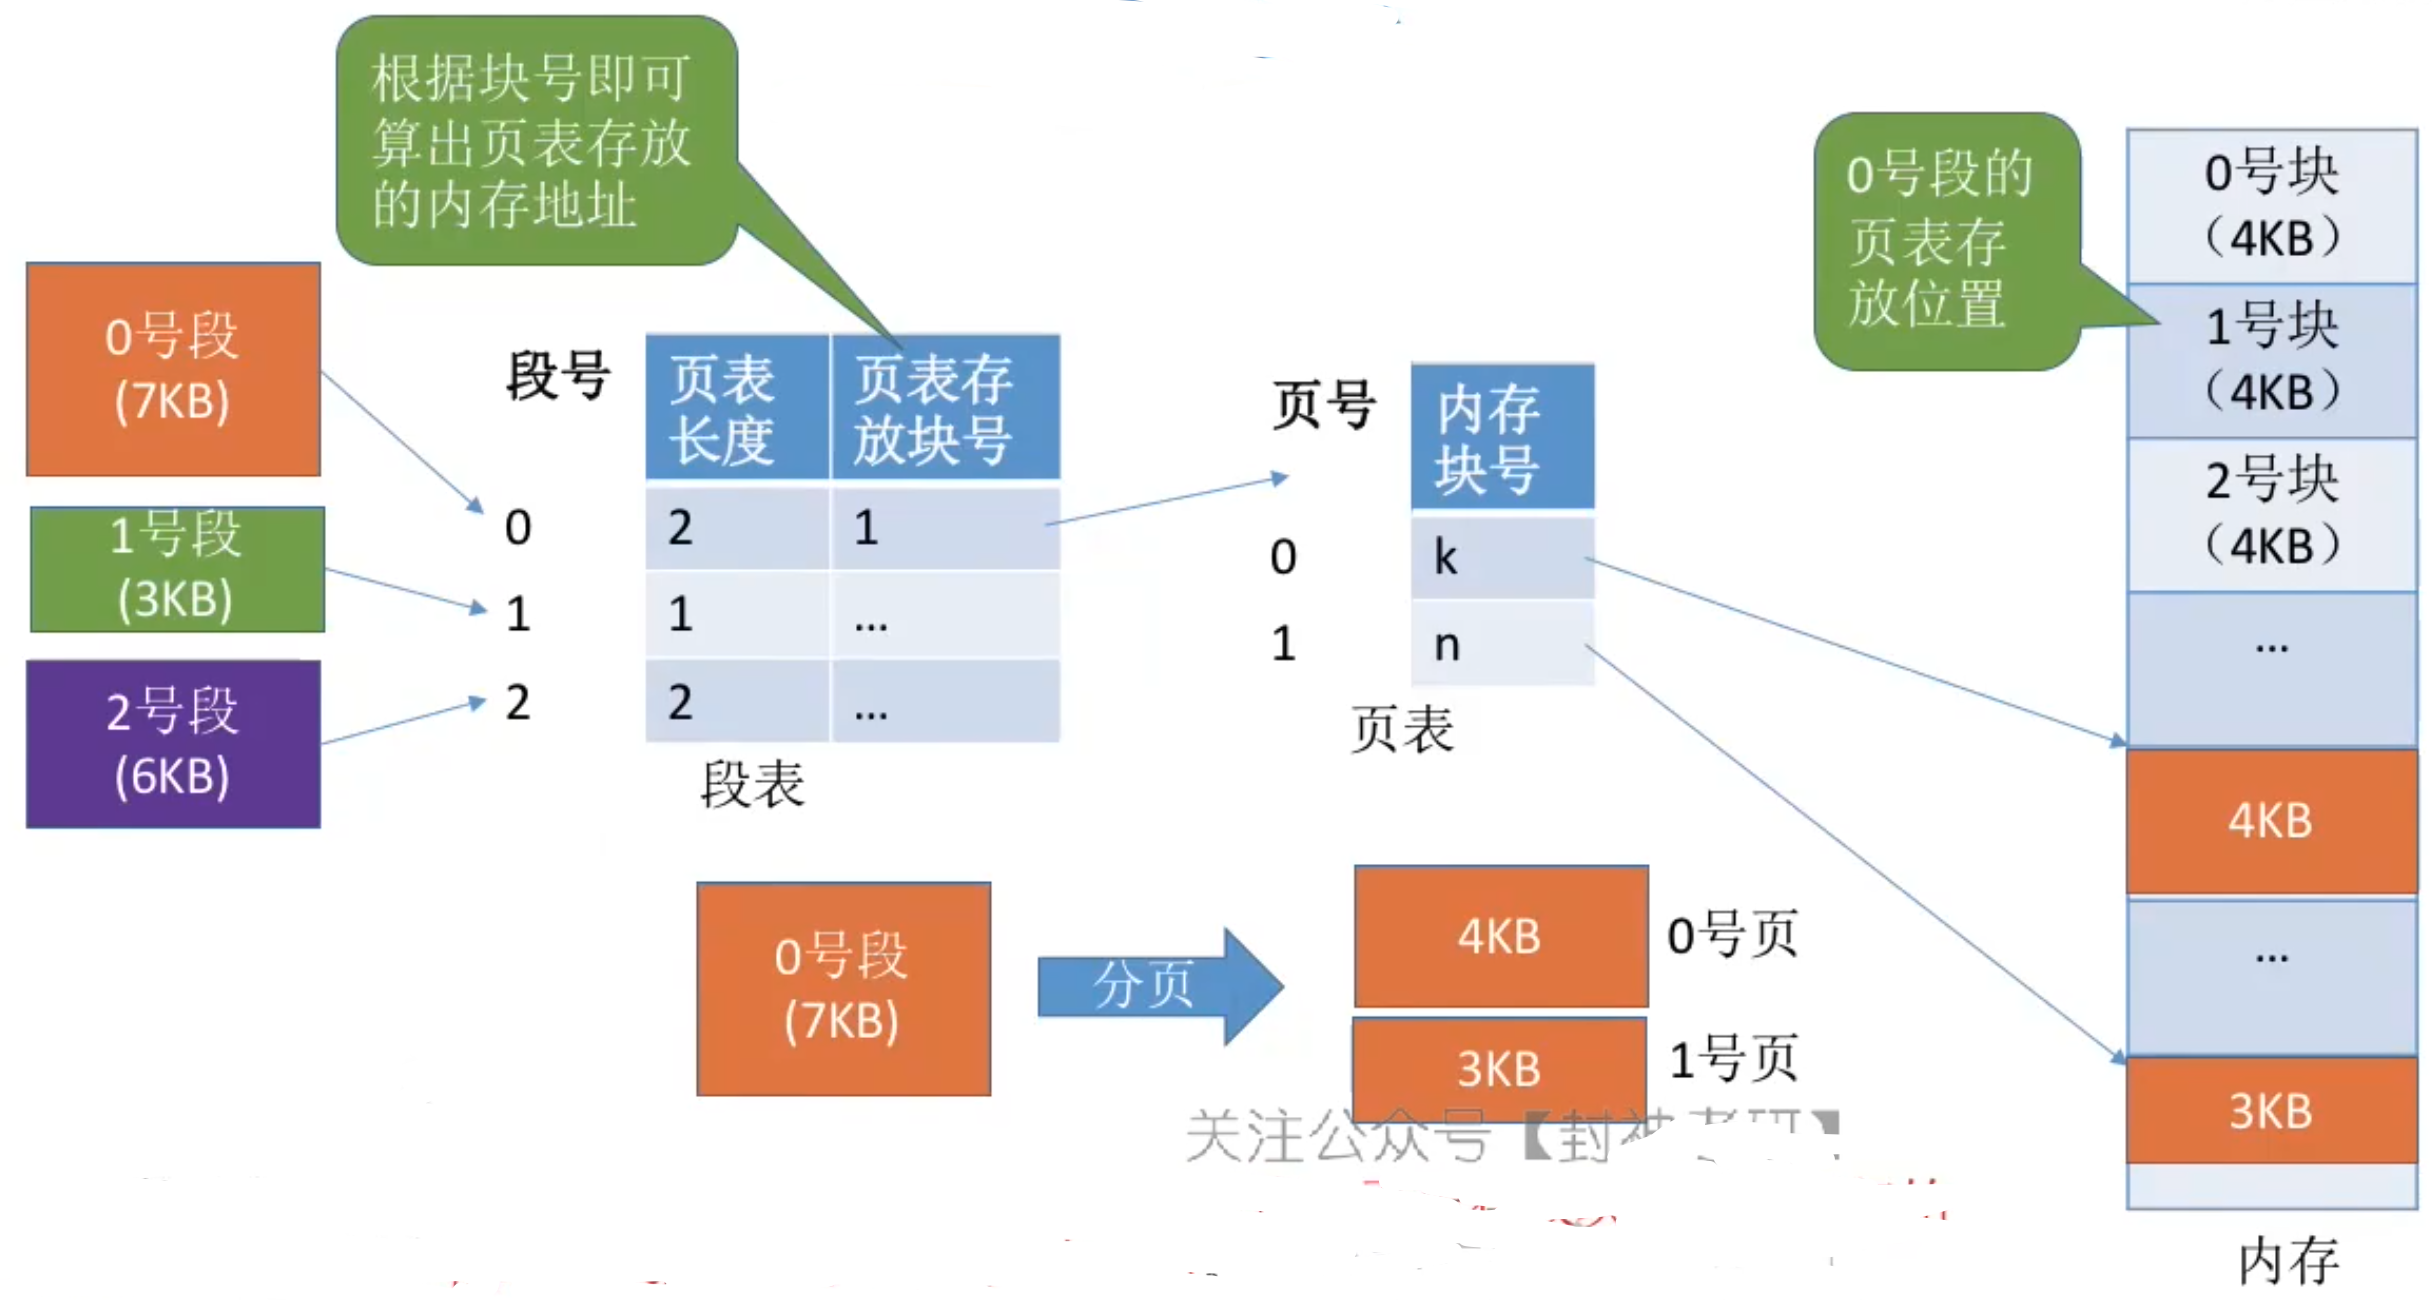 根据块号即可
算出页表存放
的内存地址
0号段的
页表存
放位置
0号段
(7KB)
1号段
(3KB)
2号段
(6KB)
段号
页表
长度
页表存
放块号
0
2
1
1
1
...
2
2
...
段表
页号
内存
块号
0
k
1
n
页表
0号段
(7KB)
分页
4KB
0号页
3KB
1号页
0号块
（4KB）
1号块
（4KB）
2号块
（4KB）
...
4KB
...
3KB
内存
关注公众号【封